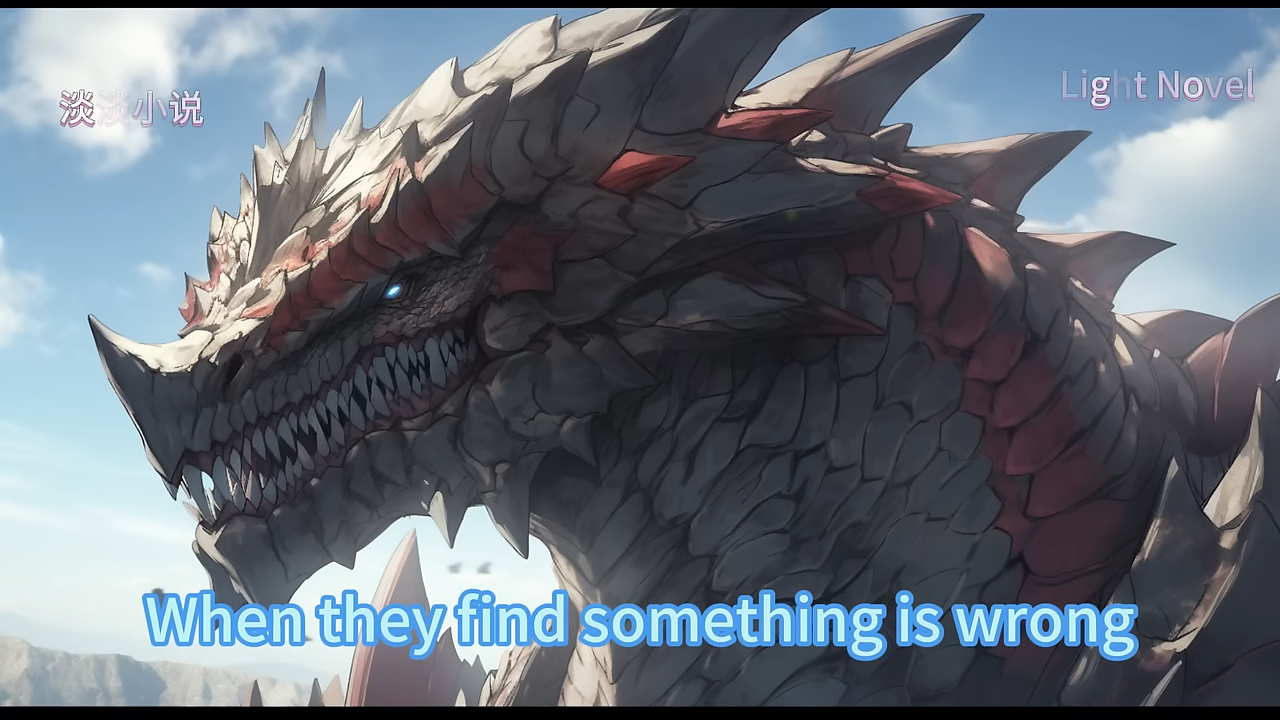 淡淡小说
Light Novel
When they find something is wrong